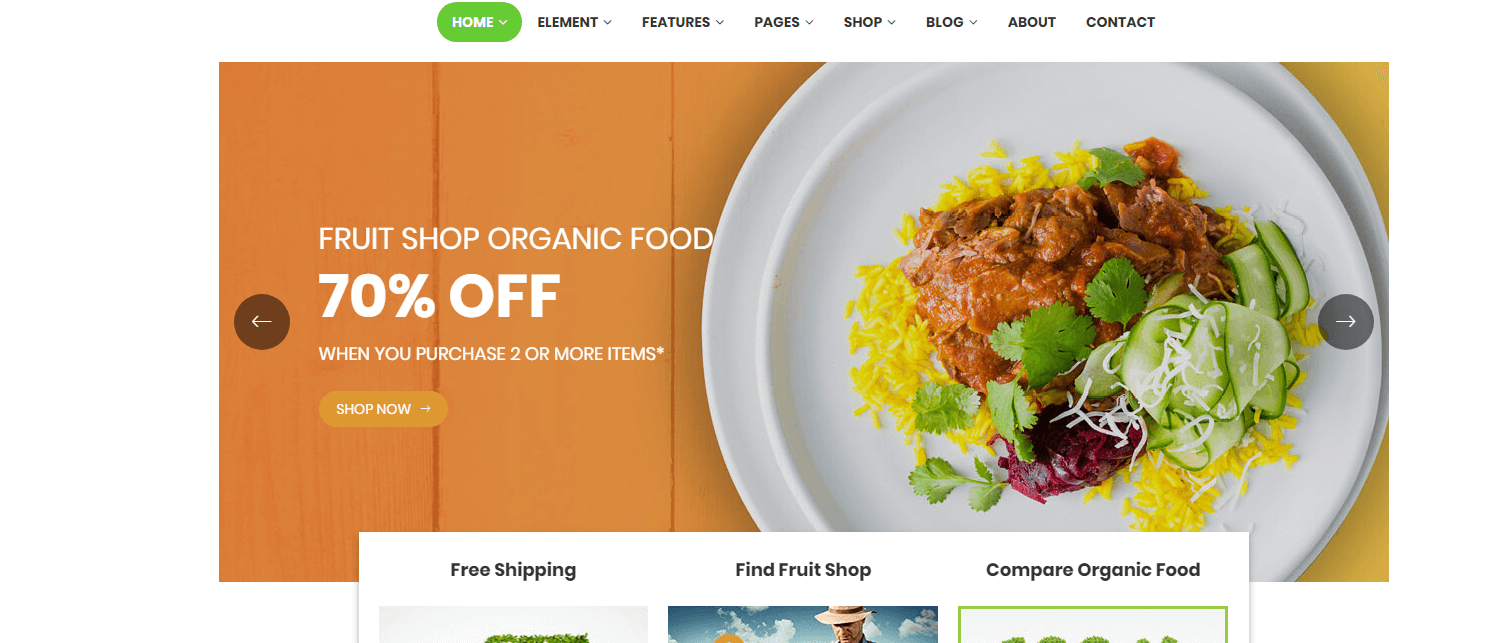 HOME ELEMENT FEATURES PAGES SHOP BLOG ABOUT CONTACT
FRUIT SHOP ORGANIC FOOD
70% OFF
WHEN YOU PURCHASE 2 OR MORE ITEMS*
SHOP NOW →
Free Shipping Find Fruit Shop Compare Organic Food